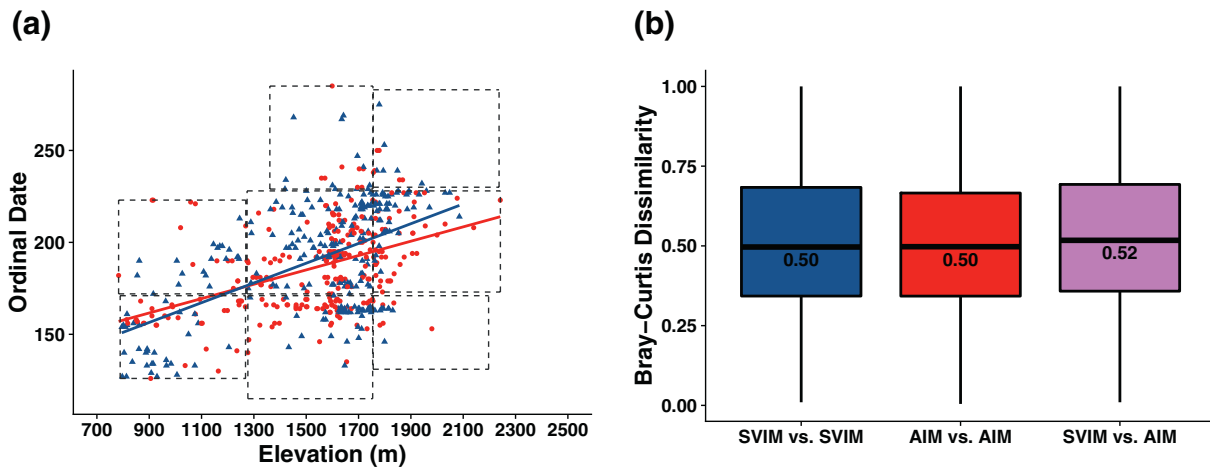 (a)
(b)
Ordinal Date
250
200
150
700 900 1100 1300 1500 1700 1900 2100 2300 2500
Elevation (m)
Bray−Curtis Dissimilarity
1.00
0.75
0.50
0.25
0.00
0.50
0.50
0.52
SVIM vs. SVIM AIM vs. AIM SVIM vs. AIM